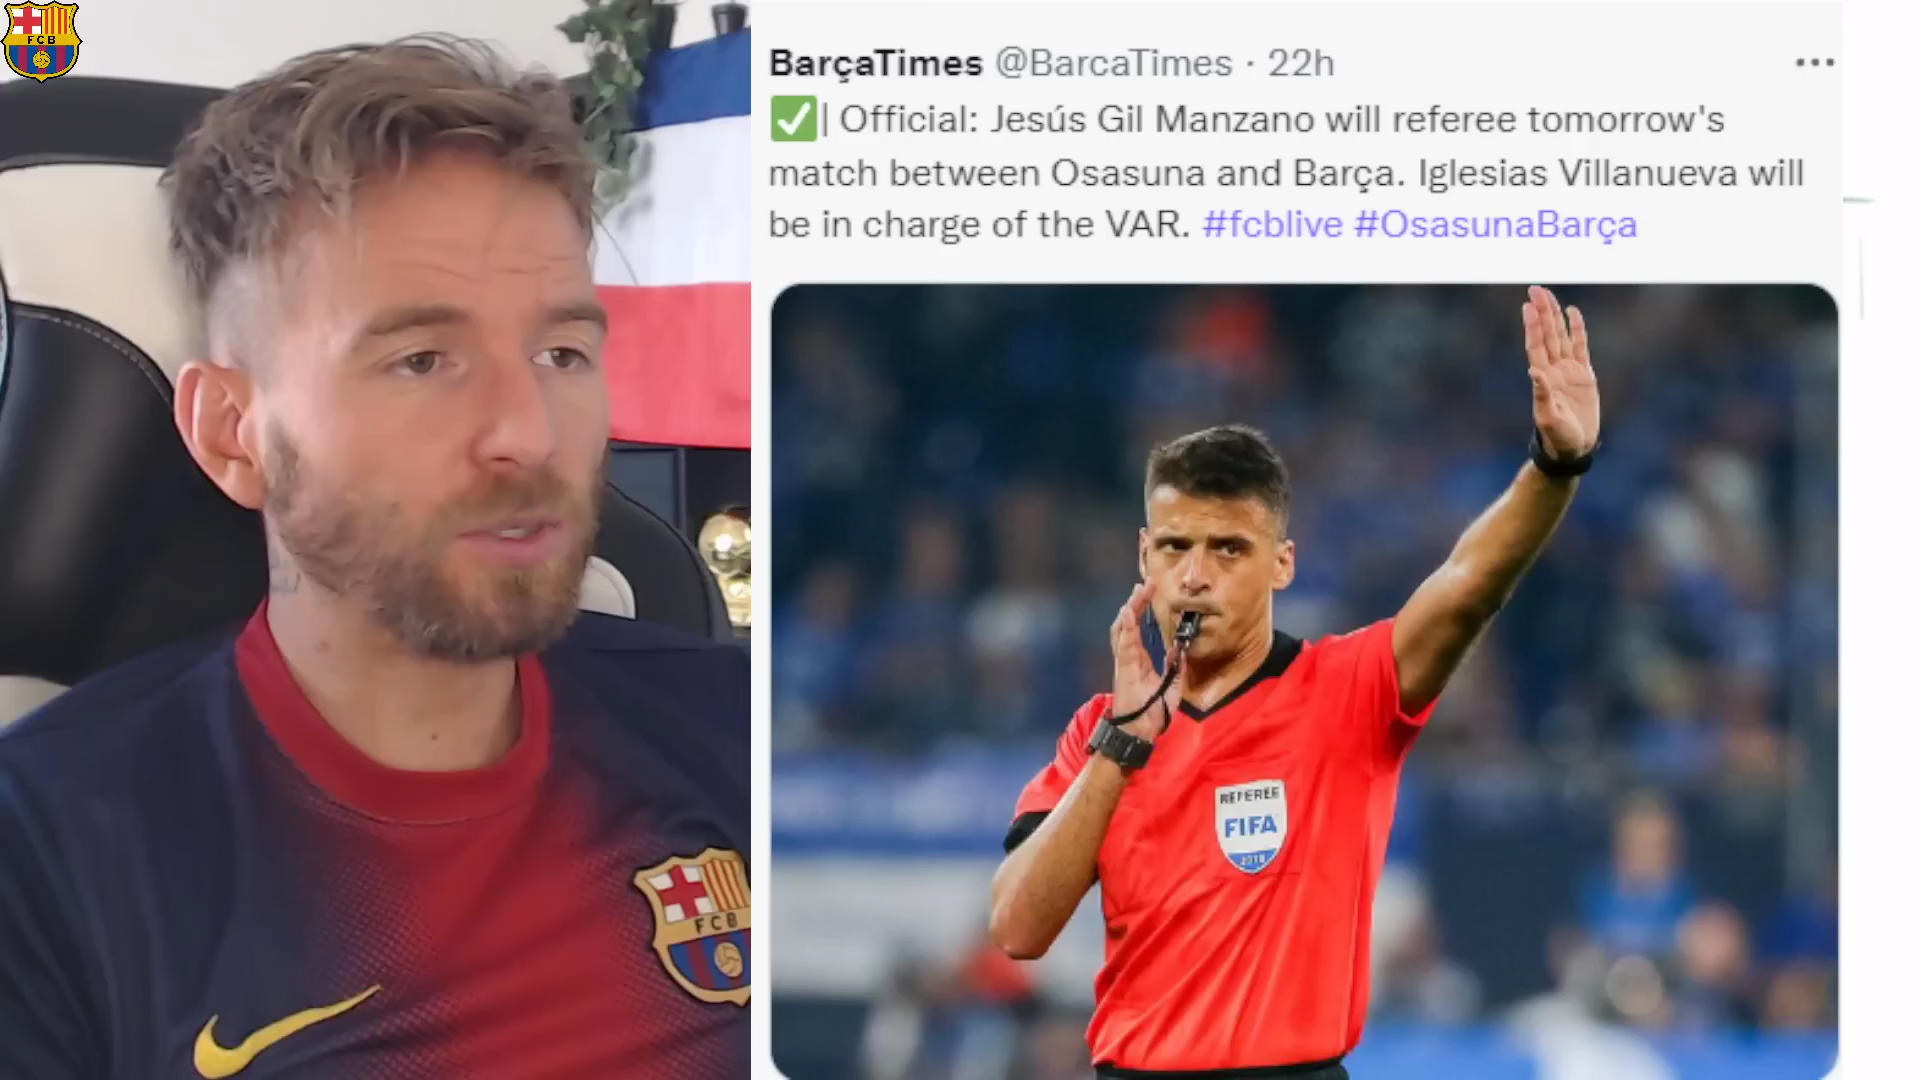 FCB
BarçaTimes @BarcaTimes · 22h
✅| Official: Jesús Gil Manzano will referee tomorrow's
match between Osasuna and Barça. Iglesias Villanueva will
be in charge of the VAR. #fcblive #OsasunaBarça
REFEREE
FIFA
2018
FCB